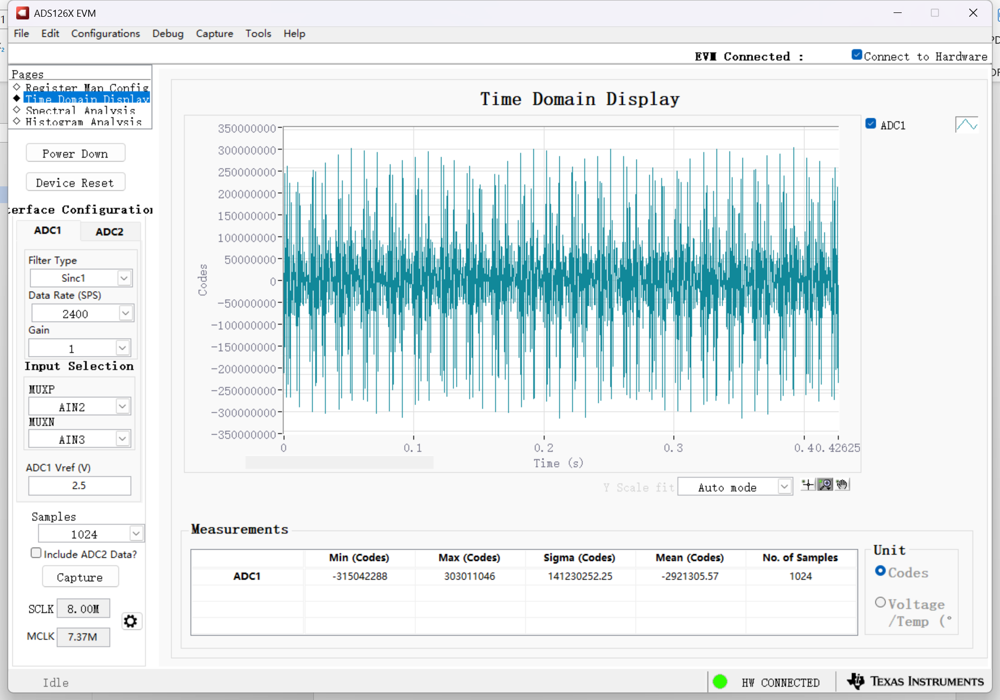 ADS126X EVM
File Edit Configurations Debug Capture Tools Help
EVM Connected : Connect to Hardware
Pages
Register Map Config
Time Domain Display
Spectral Analysis
Histogram Analysis
Power Down
Device Reset
terface Configuration
ADC1 ADC2
Filter Type
Sinc1
Data Rate (SPS)
2400
Gain
1
Input Selection
MUXP
AIN2
MUXN
AIN3
ADC1 Vref (V)
2.5
Samples
1024
Include ADC2 Data?
Capture
SCLK 8.00M
MCLK 7.37M
Time Domain Display
ADC1
350000000
300000000
250000000
200000000
150000000
100000000
50000000
0
-50000000
-100000000
-150000000
-200000000
-250000000
-300000000
-350000000
Codes
0 0.1 0.2 0.3 0.4 0.42625
Time (s)
Y Scale fit Auto mode
Measurements
Min (Codes) Max (Codes) Sigma (Codes) Mean (Codes) No. of Samples
ADC1 -315042288 303011046 141230252.25 -2921305.57 1024
Unit
Codes
Voltage
/Temp (°
Idle
HW CONNECTED
TEXAS INSTRUMENTS